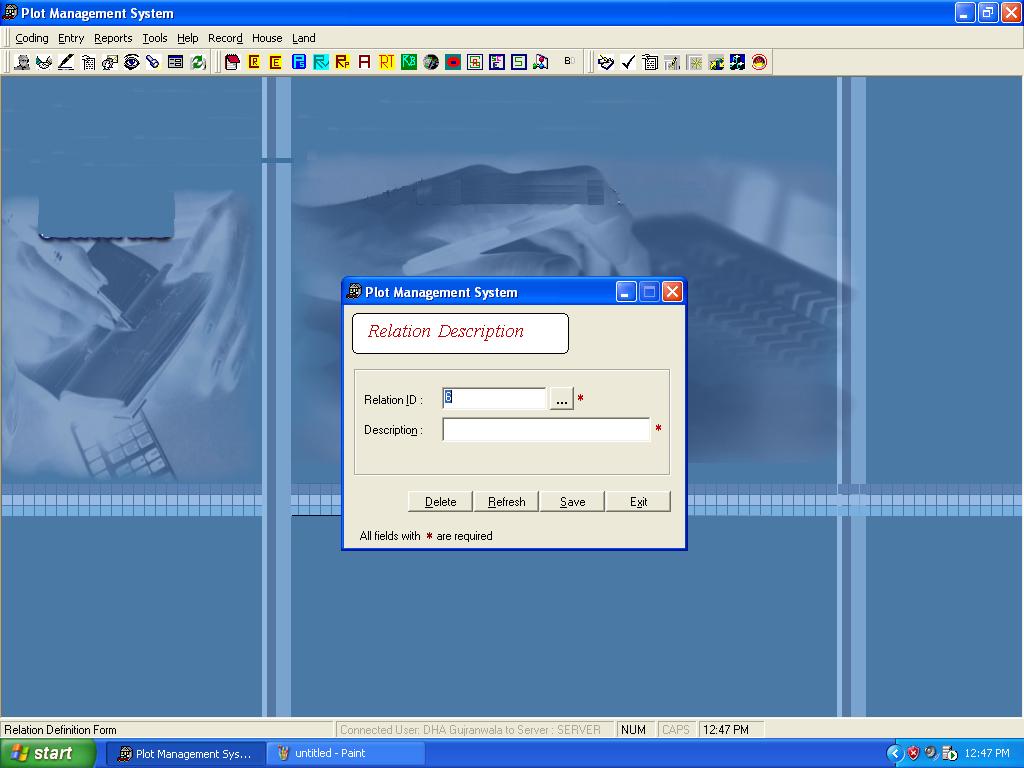 Plot Management System
Coding Entry Reports Tools Help Record House Land
Plot Management System
Relation Description
Relation ID : 6 ... *
Description : *
Delete Refresh Save Exit
All fields with * are required
Relation Definition Form Connected User: DHA Gujranwala to Server : SERVER NUM CAPS 12:47 PM
start Plot Management Sys... untitled - Paint 12:47 PM